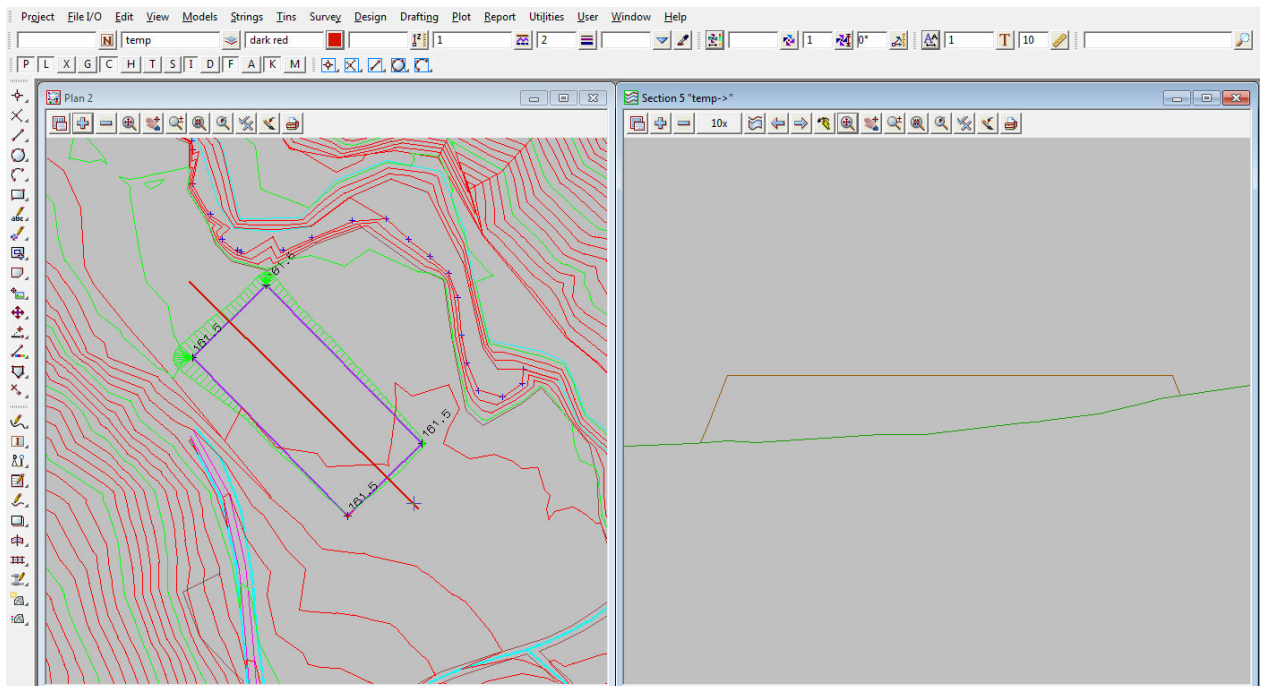 Project File I/O Edit View Models Strings Tins Survey Design Drafting Plot Report Utilities User Window Help
N temp dark red 1 2 1 0° 1 T 10
P L X G C H T S I D F A K M
Plan 2
Section 5 "temp->"
10x
abc
161.5
161.5
161.5
161.5